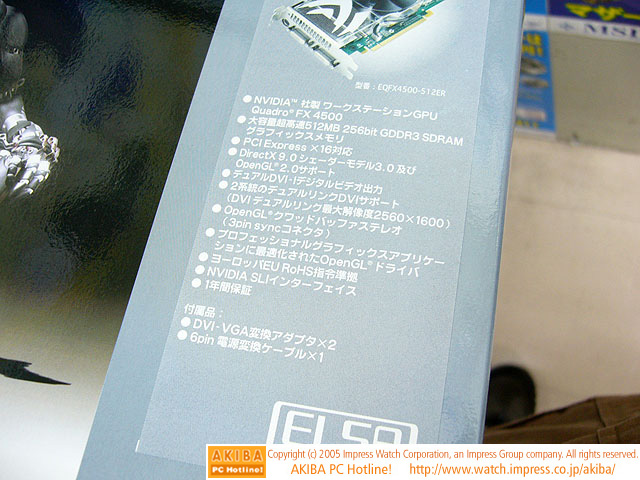 型番：EQFX4500-512ER
●NVIDIA™ 社製 ワークステーションGPU
Quadro® FX 4500
●大容量超高速512MB 256bit GDDR3 SDRAM
グラフィックスメモリ
●PCI Express ×16対応
●DirectX 9.0 シェーダーモデル3.0 及び
OpenGL® 2.0サポート
●デュアルDVI-Iデジタルビデオ出力
●2系統のデュアルリンクDVIサポート
（DVI デュアルリンク最大解像度2560×1600）
●OpenGL® クワッドバッファステレオ
（3pin syncコネクタ）
●プロフェッショナルグラフィックスアプリケー
ションに最適化されたOpenGL® ドライバ
●ヨーロッパEU RoHS指令準拠
●NVIDIA SLIインターフェイス
●1年間保証
付属品：
●DVI-VGA変換アダプタ×2
●6pin 電源変換ケーブル×1
ELSA
マザー
MSI
AKIBA
PC Hotline!
Copyright (c) 2005 Impress Watch Corporation, an Impress Group company. All rights reserved.
AKIBA PC Hotline! http://www.watch.impress.co.jp/akiba/